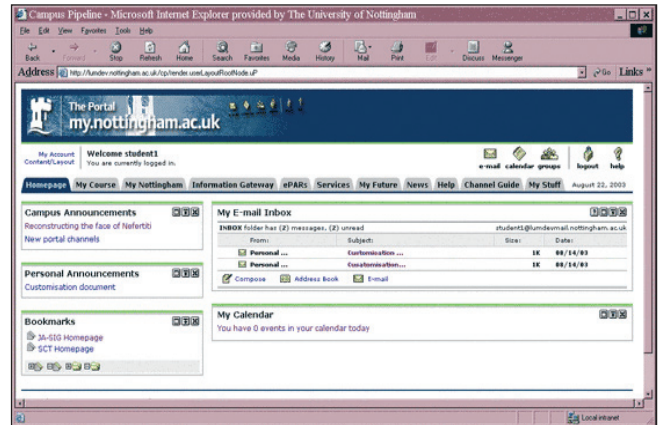 Campus Pipeline - Microsoft Internet Explorer provided by The University of Nottingham
File Edit View Favorites Tools Help
Back Forward Stop Refresh Home Search Favorites Media History Mail Print Edit Discuss Messenger
Address http://lumdev.nottingham.ac.uk/cp/render.userLayoutRootNode.uP Go Links »
The Portal
my.nottingham.ac.uk
My Account
Content/Layout
Welcome student1
You are currently logged in.
e-mail calendar groups logout help
Homepage My Course My Nottingham Information Gateway ePARs Services My Future News Help Channel Guide My Stuff August 22, 2003
Campus Announcements
Reconstructing the face of Nefertiti
New portal channels
Personal Announcements
Customisation document
Bookmarks
JA-SIG Homepage
SCT Homepage
My E-mail Inbox
INBOX folder has (2) messages, (2) unread student1@lumdevmail.nottingham.ac.uk
From: Subject: Size: Date:
Personal ... Customisation ... 1K 08/14/03
Personal ... Cusatomisation... 1K 08/14/03
Compose Address Book E-mail
My Calendar
You have 0 events in your calendar today
Local intranet